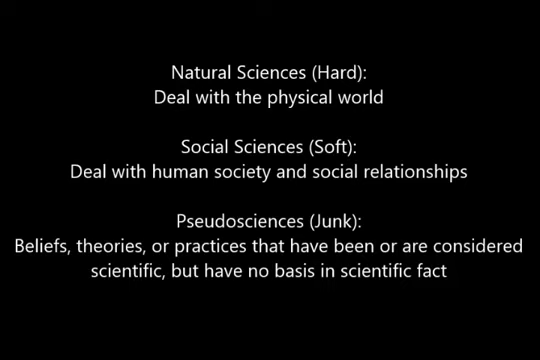 Natural Sciences (Hard):
Deal with the physical world
Social Sciences (Soft):
Deal with human society and social relationships
Pseudosciences (Junk):
Beliefs, theories, or practices that have been or are considered
scientific, but have no basis in scientific fact